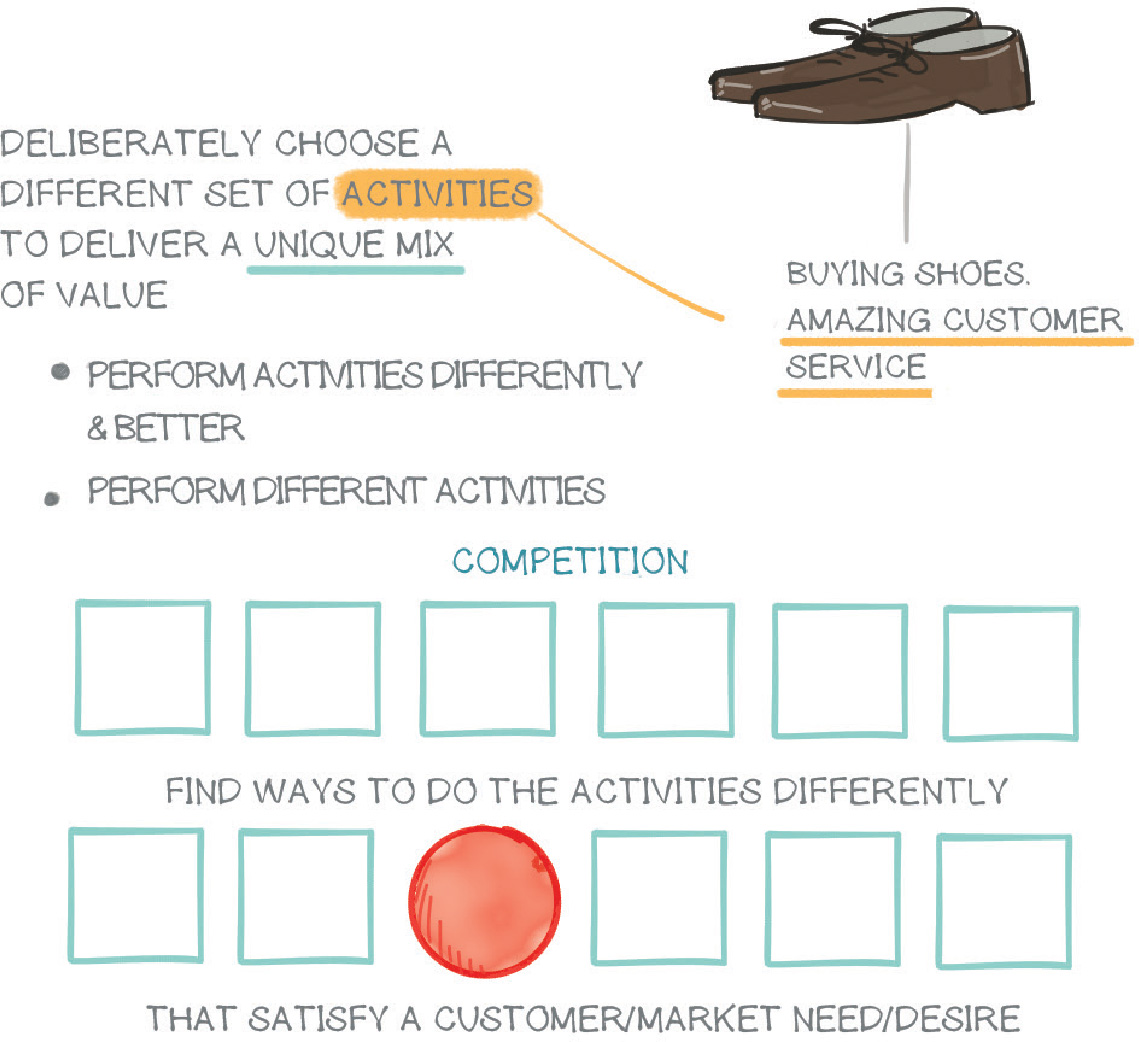 DELIBERATELY CHOOSE A
DIFFERENT SET OF ACTIVITIES
TO DELIVER A UNIQUE MIX
OF VALUE
BUYING SHOES.
AMAZING CUSTOMER
SERVICE
• PERFORM ACTIVITIES DIFFERENTLY
& BETTER
• PERFORM DIFFERENT ACTIVITIES
COMPETITION
FIND WAYS TO DO THE ACTIVITIES DIFFERENTLY
THAT SATISFY A CUSTOMER/MARKET NEED/DESIRE